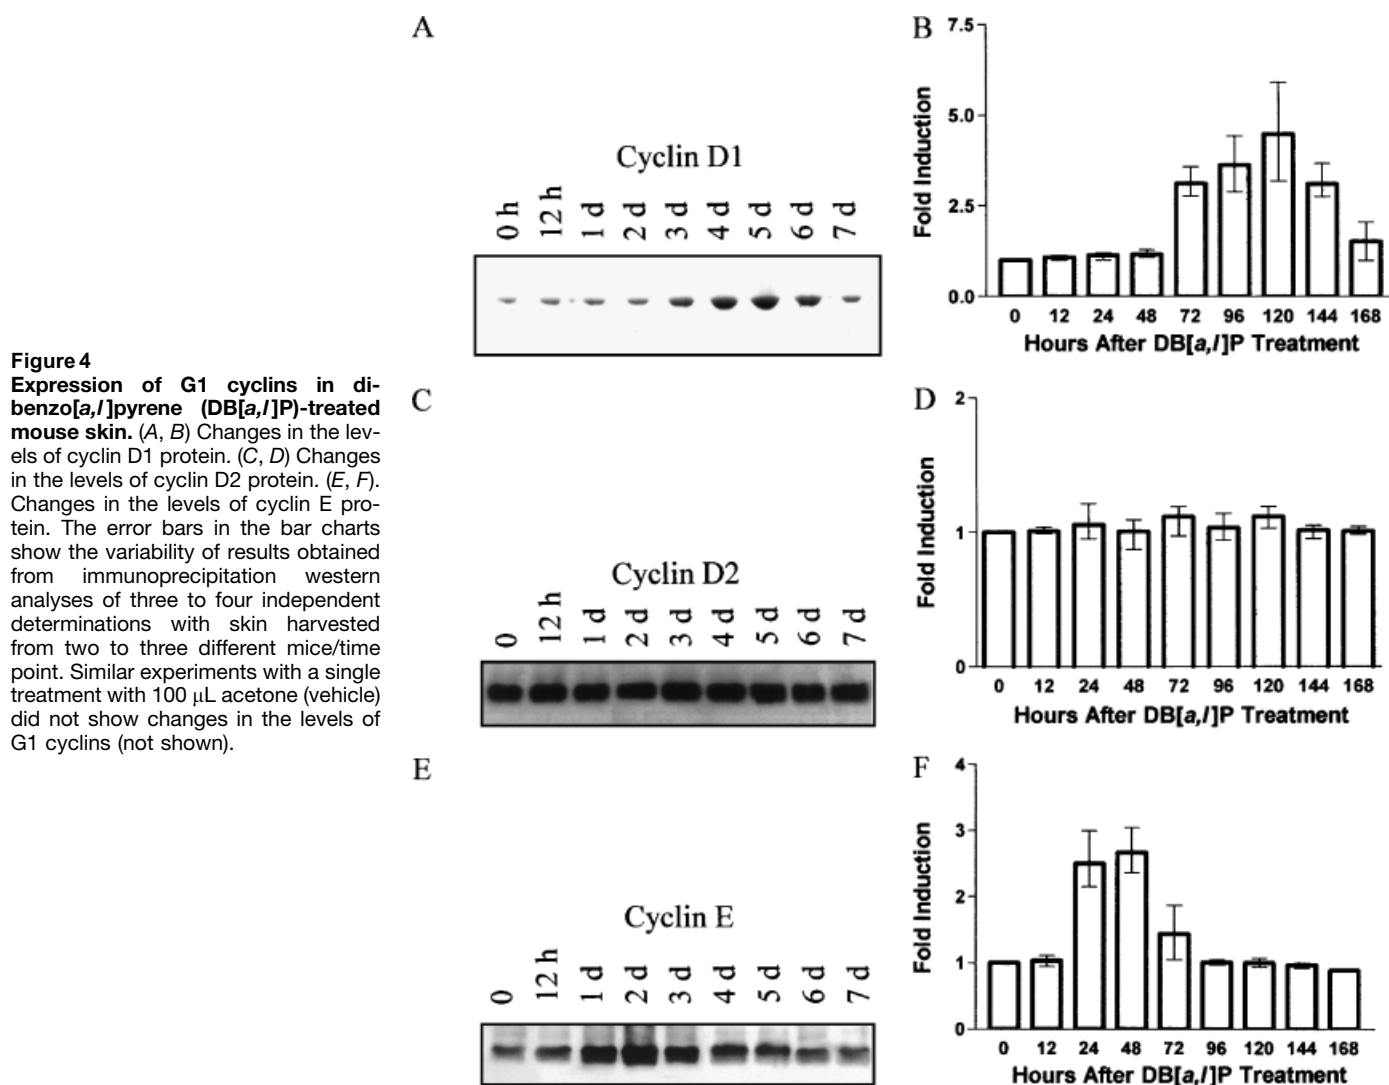 Figure 4
Expression of G1 cyclins in di-
benzo[a,l]pyrene (DB[a,l]P)-treated
mouse skin. (A, B) Changes in the lev-
els of cyclin D1 protein. (C, D) Changes
in the levels of cyclin D2 protein. (E, F).
Changes in the levels of cyclin E pro-
tein. The error bars in the bar charts
show the variability of results obtained
from immunoprecipitation western
analyses of three to four independent
determinations with skin harvested
from two to three different mice/time
point. Similar experiments with a single
treatment with 100 μL acetone (vehicle)
did not show changes in the levels of
G1 cyclins (not shown).
A
Cyclin D1
0 h 12 h 1 d 2 d 3 d 4 d 5 d 6 d 7 d
B
Fold Induction
7.5
5.0
2.5
0.0
0 12 24 48 72 96 120 144 168
Hours After DB[a,l]P Treatment
C
Cyclin D2
0 12 h 1 d 2 d 3 d 4 d 5 d 6 d 7 d
D
Fold Induction
2
1
0
0 12 24 48 72 96 120 144 168
Hours After DB[a,l]P Treatment
E
Cyclin E
0 12 h 1 d 2 d 3 d 4 d 5 d 6 d 7 d
F
Fold Induction
4
3
2
1
0
0 12 24 48 72 96 120 144 168
Hours After DB[a,l]P Treatment